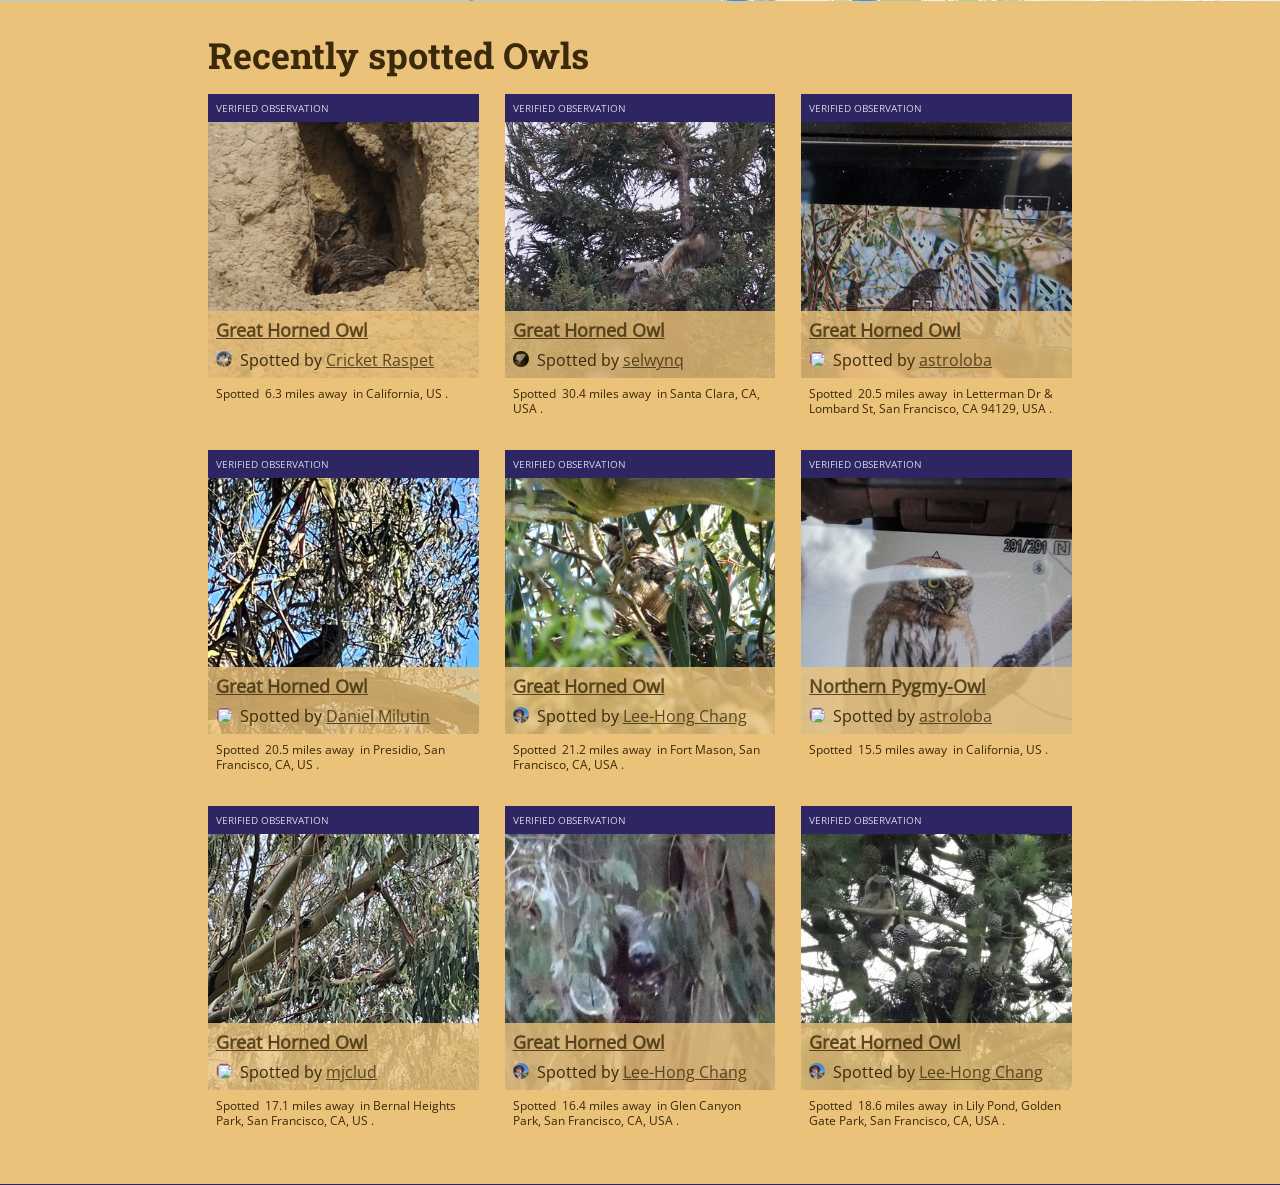 Recently spotted Owls
VERIFIED OBSERVATION
Great Horned Owl
Spotted by Cricket Raspet
Spotted 6.3 miles away in California, US .
VERIFIED OBSERVATION
Great Horned Owl
Spotted by selwynq
Spotted 30.4 miles away in Santa Clara, CA,
USA .
VERIFIED OBSERVATION
Great Horned Owl
Spotted by astroloba
Spotted 20.5 miles away in Letterman Dr &
Lombard St, San Francisco, CA 94129, USA .
VERIFIED OBSERVATION
Great Horned Owl
Spotted by Daniel Milutin
Spotted 20.5 miles away in Presidio, San
Francisco, CA, US .
VERIFIED OBSERVATION
Great Horned Owl
Spotted by Lee-Hong Chang
Spotted 21.2 miles away in Fort Mason, San
Francisco, CA, USA .
VERIFIED OBSERVATION
291/291 N
Northern Pygmy-Owl
Spotted by astroloba
Spotted 15.5 miles away in California, US .
VERIFIED OBSERVATION
Great Horned Owl
Spotted by mjclud
Spotted 17.1 miles away in Bernal Heights
Park, San Francisco, CA, US .
VERIFIED OBSERVATION
Great Horned Owl
Spotted by Lee-Hong Chang
Spotted 16.4 miles away in Glen Canyon
Park, San Francisco, CA, USA .
VERIFIED OBSERVATION
Great Horned Owl
Spotted by Lee-Hong Chang
Spotted 18.6 miles away in Lily Pond, Golden
Gate Park, San Francisco, CA, USA .